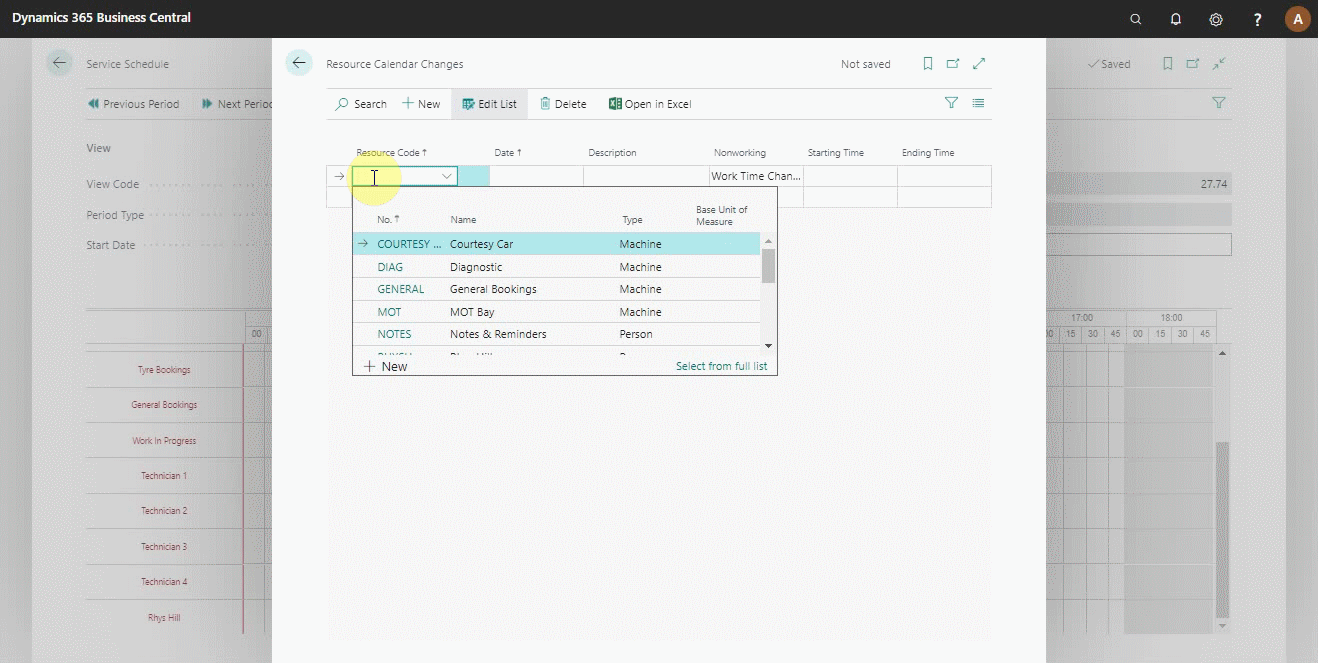 Dynamics 365 Business Central
A
Service Schedule
Saved
Previous Period
Next Period
View
View Code
27.74
Period Type
Start Date
17:00 18:00
00
15 30 45 00 15 30 45
Tyre Bookings
General Bookings
Work In Progress
Technician 1
Technician 2
Technician 3
Technician 4
Rhys Hill
Resource Calendar Changes
Not saved
Search
New
Edit List
Delete
Open in Excel
Resource Code ↑ Date ↑ Description Nonworking Starting Time Ending Time
Work Time Chan...
No. ↑ Name Type Base Unit of
Measure
COURTESY ... Courtesy Car Machine
DIAG Diagnostic Machine
GENERAL General Bookings Machine
MOT MOT Bay Machine
NOTES Notes & Reminders Person
New
Select from full list